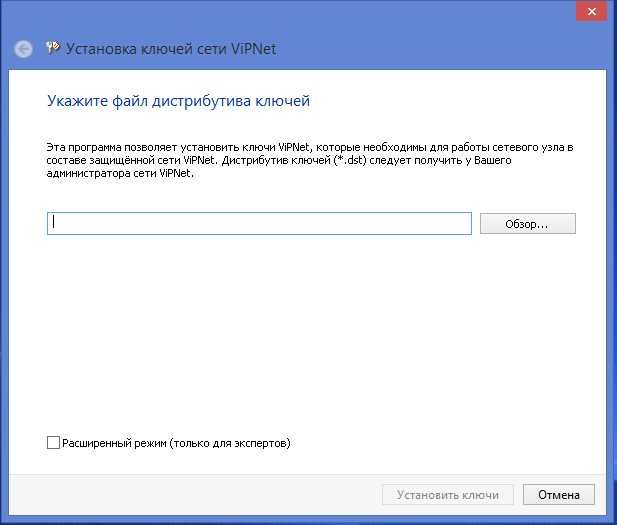 Установка ключей сети ViPNet
Укажите файл дистрибутива ключей
Эта программа позволяет установить ключи ViPNet, которые необходимы для работы сетевого узла в
составе защищённой сети ViPNet. Дистрибутив ключей (*.dst) следует получить у Вашего
администратора сети ViPNet.
Обзор...
Расширенный режим (только для экспертов)
Установить ключи
Отмена